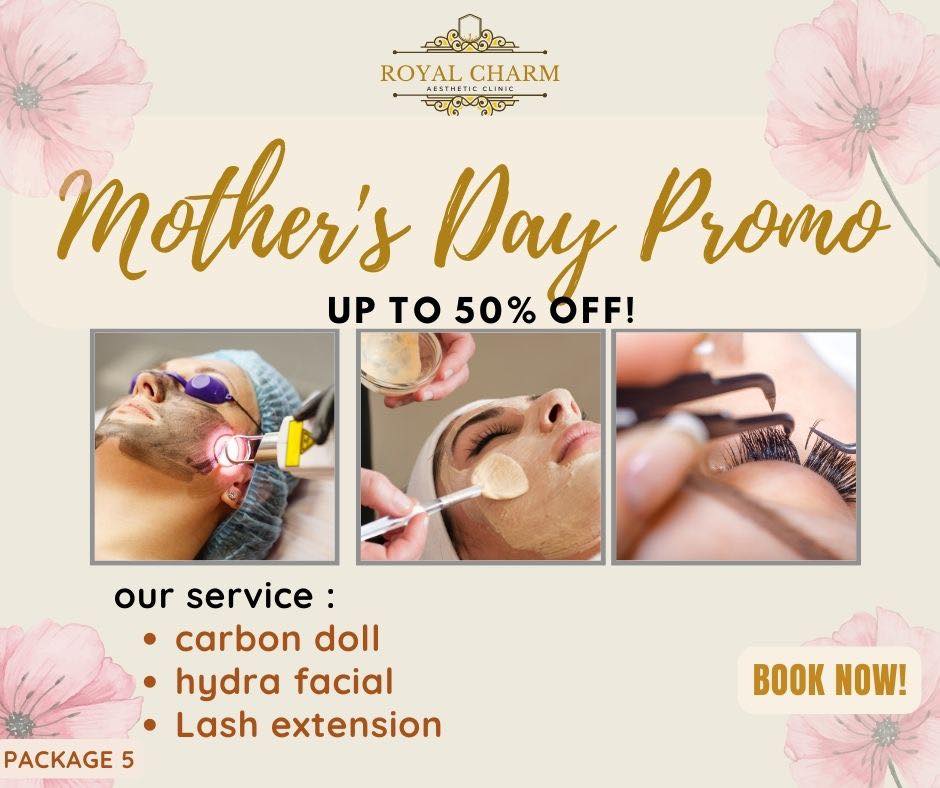 ROYAL CHARM
AESTHETIC CLINIC
Mother's Day Promo
UP TO 50% OFF!
our service :
• carbon doll
• hydra facial
• Lash extension
BOOK NOW!
PACKAGE 5